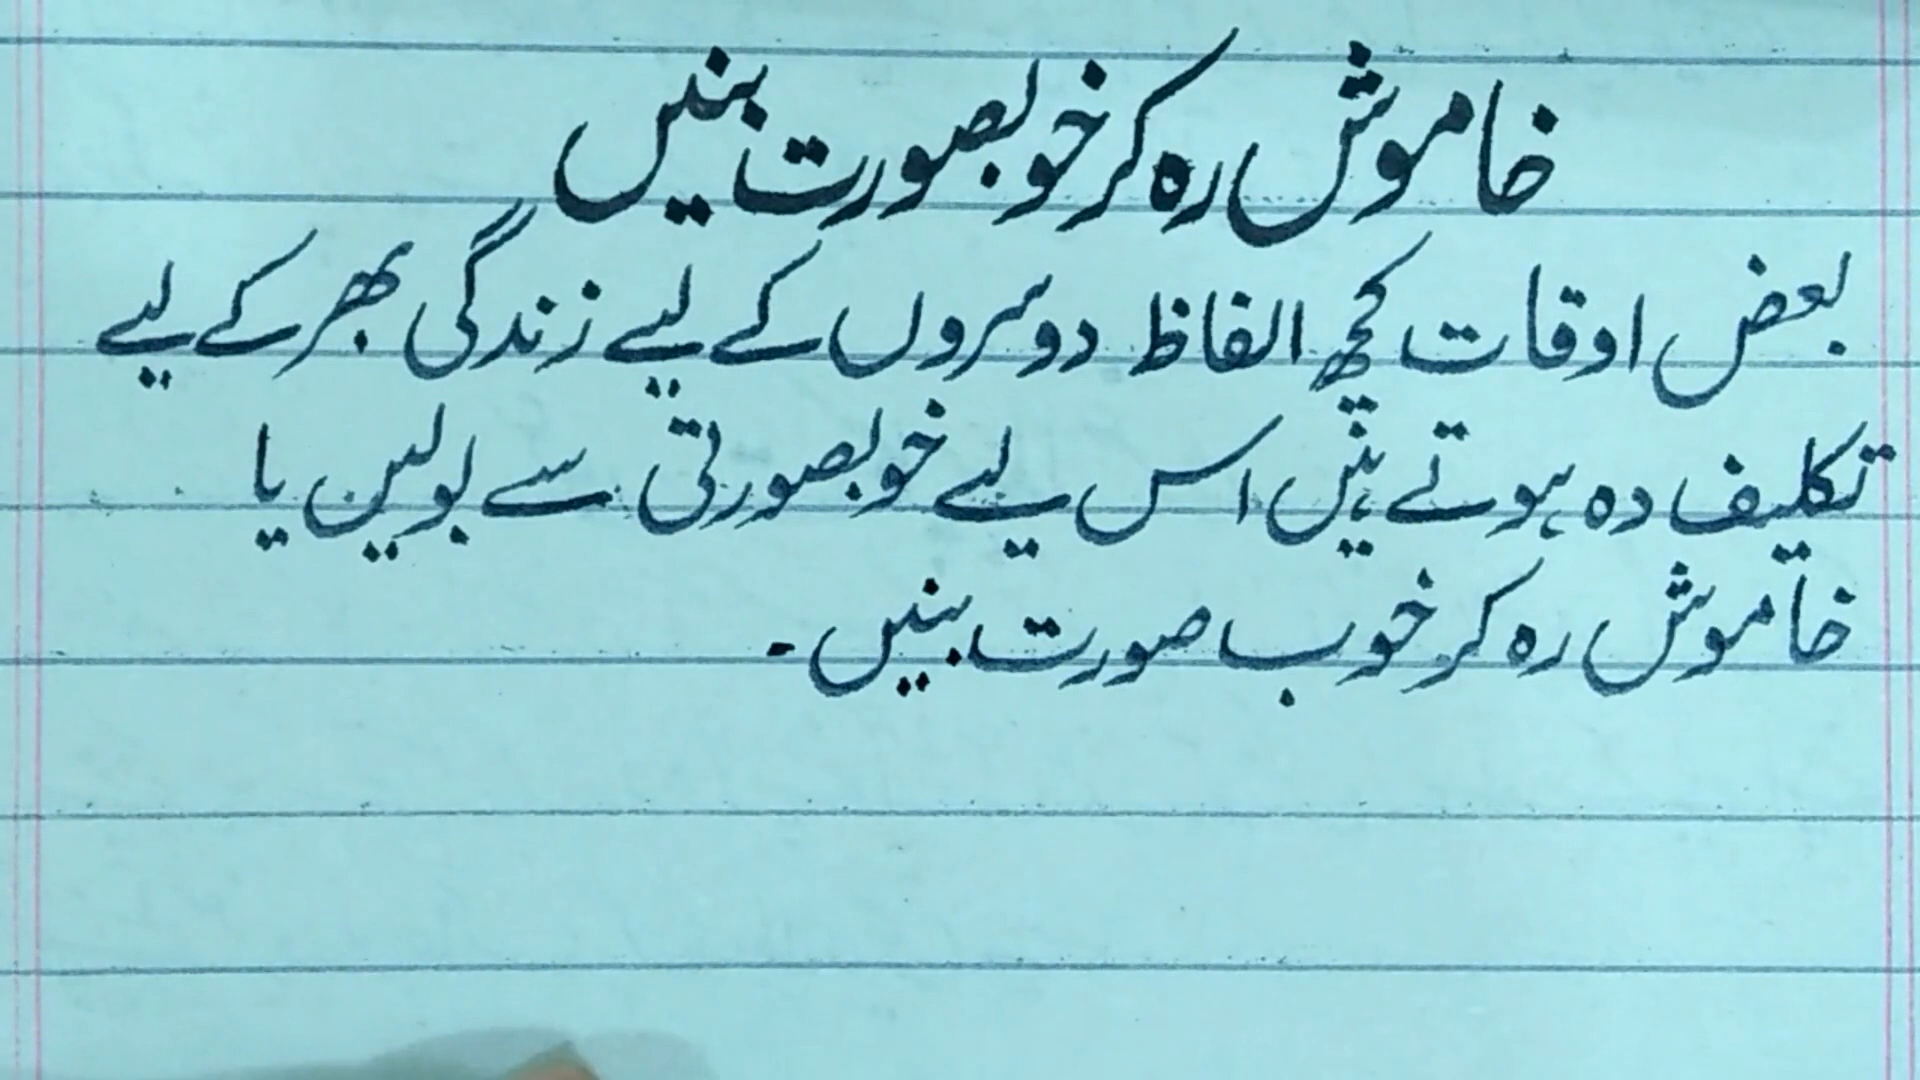 خاموش رہ کر خوبصورت بنیں
بعض اوقات کچھ الفاظ دوسروں کے لیے زندگی بھر کے لیے
تکلیف دہ ہوتے ہیں اس لیے خوبصورتی سے بولیں یا
خاموش رہ کر خوب صورت بنیں۔